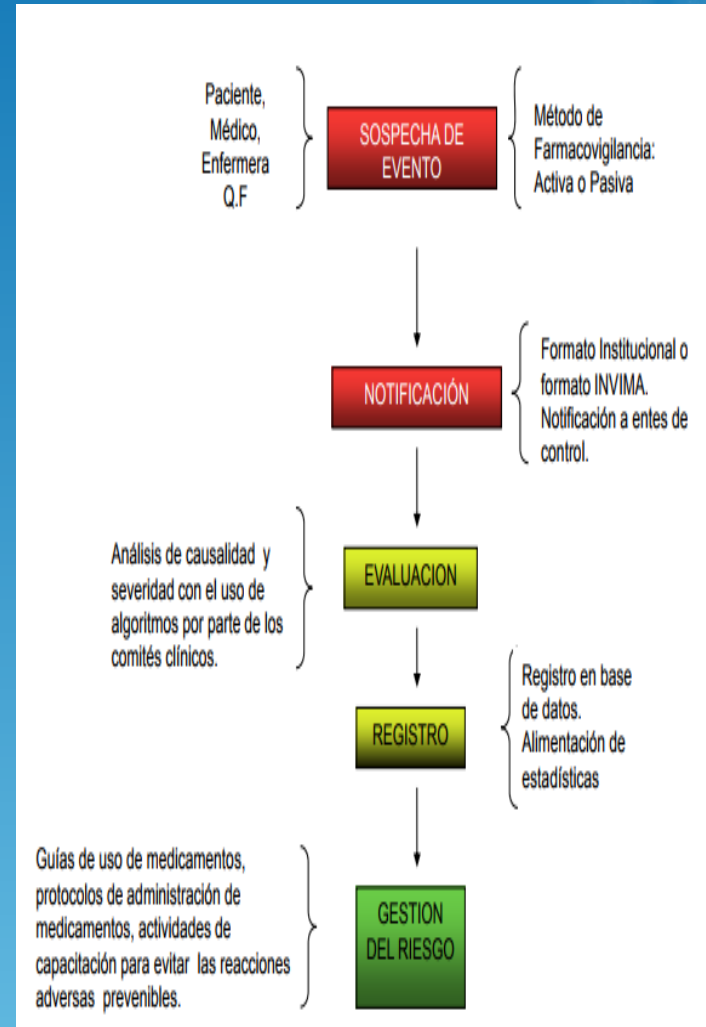 Paciente,
Médico,
Enfermera
Q.F
SOSPECHA DE
EVENTO
Método de
Farmacovigilancia:
Activa o Pasiva
NOTIFICACIÓN
Formato Institucional o
formato INVIMA.
Notificación a entes de
control.
Análisis de causalidad y
severidad con el uso de
algoritmos por parte de los
comités clínicos.
EVALUACION
REGISTRO
Registro en base
de datos.
Alimentación de
estadísticas
Guías de uso de medicamentos,
protocolos de administración de
medicamentos, actividades de
capacitación para evitar las reacciones
adversas prevenibles.
GESTION
DEL RIESGO